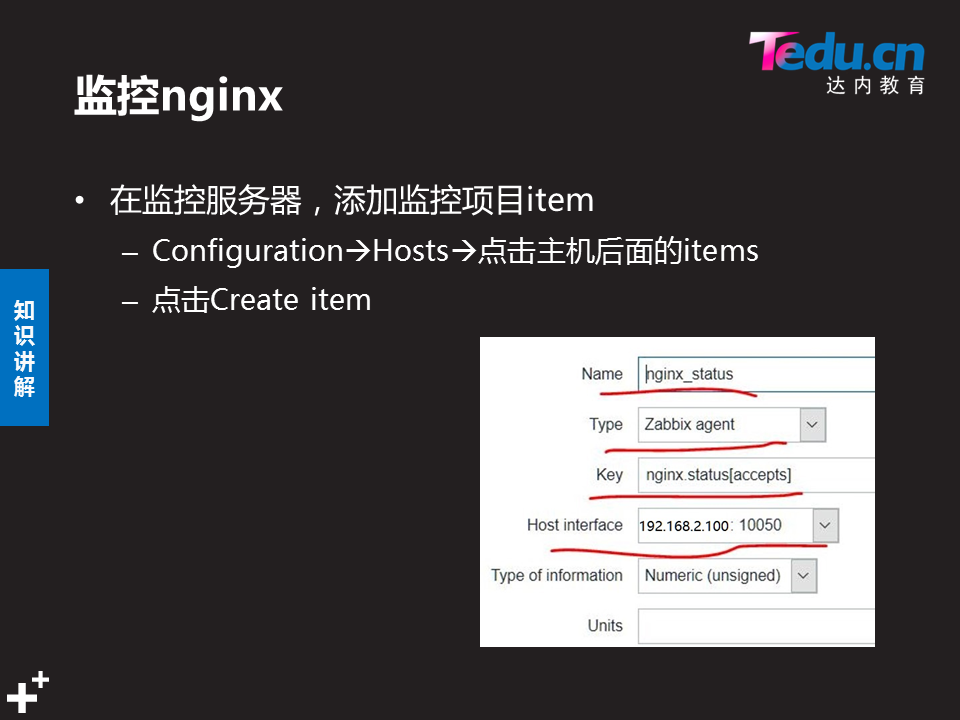 Tedu.cn
达内教育
监控nginx
• 在监控服务器，添加监控项目item
– Configuration→Hosts→点击主机后面的items
– 点击Create item
知识讲解
Name nginx_status
Type Zabbix agent
Key nginx.status[accepts]
Host interface 192.168.2.100: 10050
Type of information Numeric (unsigned)
Units